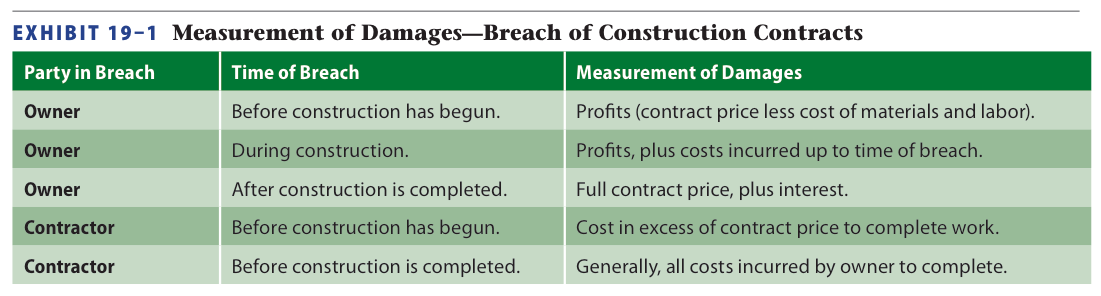 EXHIBIT 19–1 Measurement of Damages—Breach of Construction Contracts
Party in Breach Time of Breach Measurement of Damages
Owner Before construction has begun. Profits (contract price less cost of materials and labor).
Owner During construction. Profits, plus costs incurred up to time of breach.
Owner After construction is completed. Full contract price, plus interest.
Contractor Before construction has begun. Cost in excess of contract price to complete work.
Contractor Before construction is completed. Generally, all costs incurred by owner to complete.